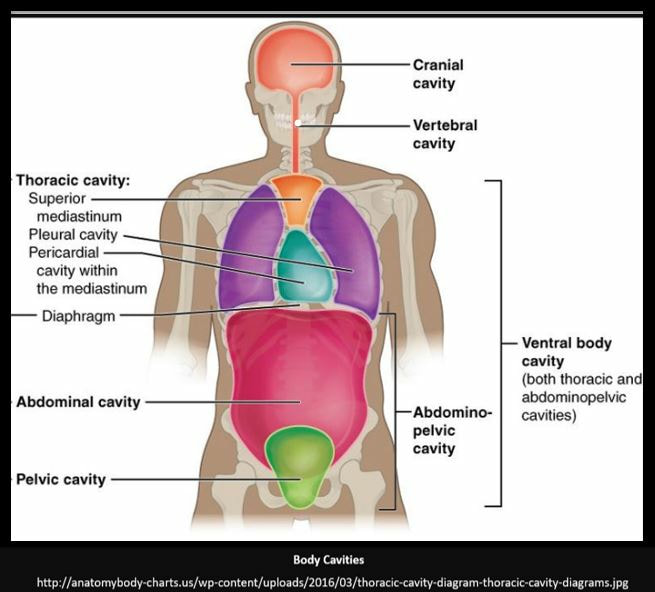 Cranial
cavity
Vertebral
cavity
Thoracic cavity:
Superior
mediastinum
Pleural cavity
Pericardial
cavity within
the mediastinum
Diaphragm
Abdominal cavity
Pelvic cavity
Abdomino-
pelvic
cavity
Ventral body
cavity
(both thoracic and
abdominopelvic
cavities)
Body Cavities
http://anatomybody-charts.us/wp-content/uploads/2016/03/thoracic-cavity-diagram-thoracic-cavity-diagrams.jpg